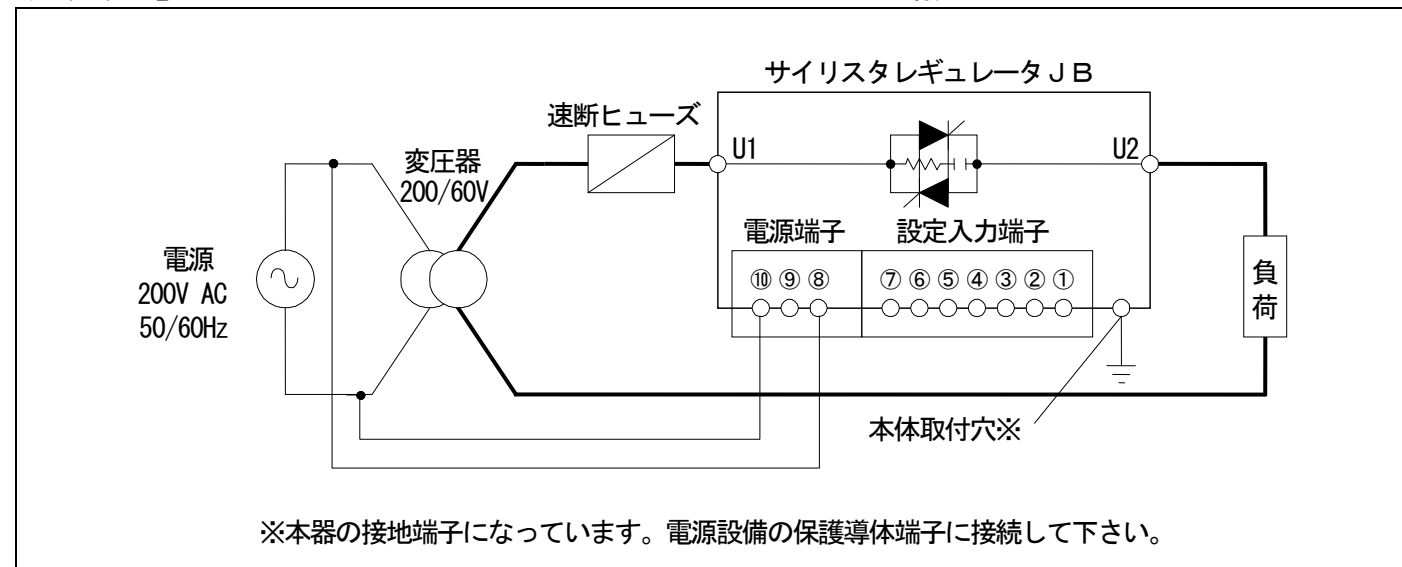 サイリスタレギュレータＪＢ
速断ヒューズ
変圧器
200/60V
U1
U2
電源端子
設定入力端子
電源
200V AC
50/60Hz
⑩⑨⑧
⑦⑥⑤④③②①
負荷
本体取付穴※
※本器の接地端子になっています。電源設備の保護導体端子に接続して下さい。